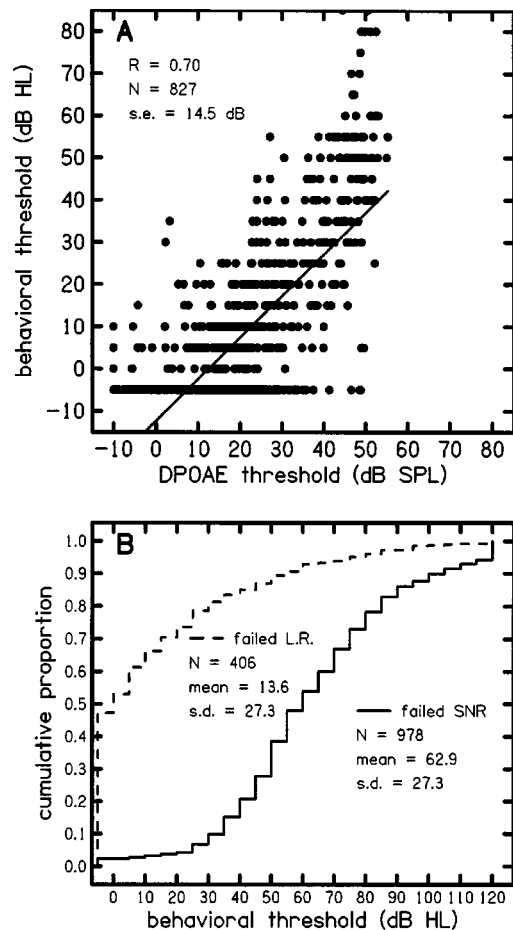 A
R = 0.70
N = 827
s.e. = 14.5 dB
behavioral threshold (dB HL)
80
70
60
50
40
30
20
10
0
-10
-10 0 10 20 30 40 50 60 70 80
DPOAE threshold (dB SPL)
B
cumulative proportion
1.0
0.9
0.8
0.7
0.6
0.5
0.4
0.3
0.2
0.1
0.0
failed L.R.
N = 406
mean = 13.6
s.d. = 27.3
failed SNR
N = 978
mean = 62.9
s.d. = 27.3
0 10 20 30 40 50 60 70 80 90 100 110 120
behavioral threshold (dB HL)